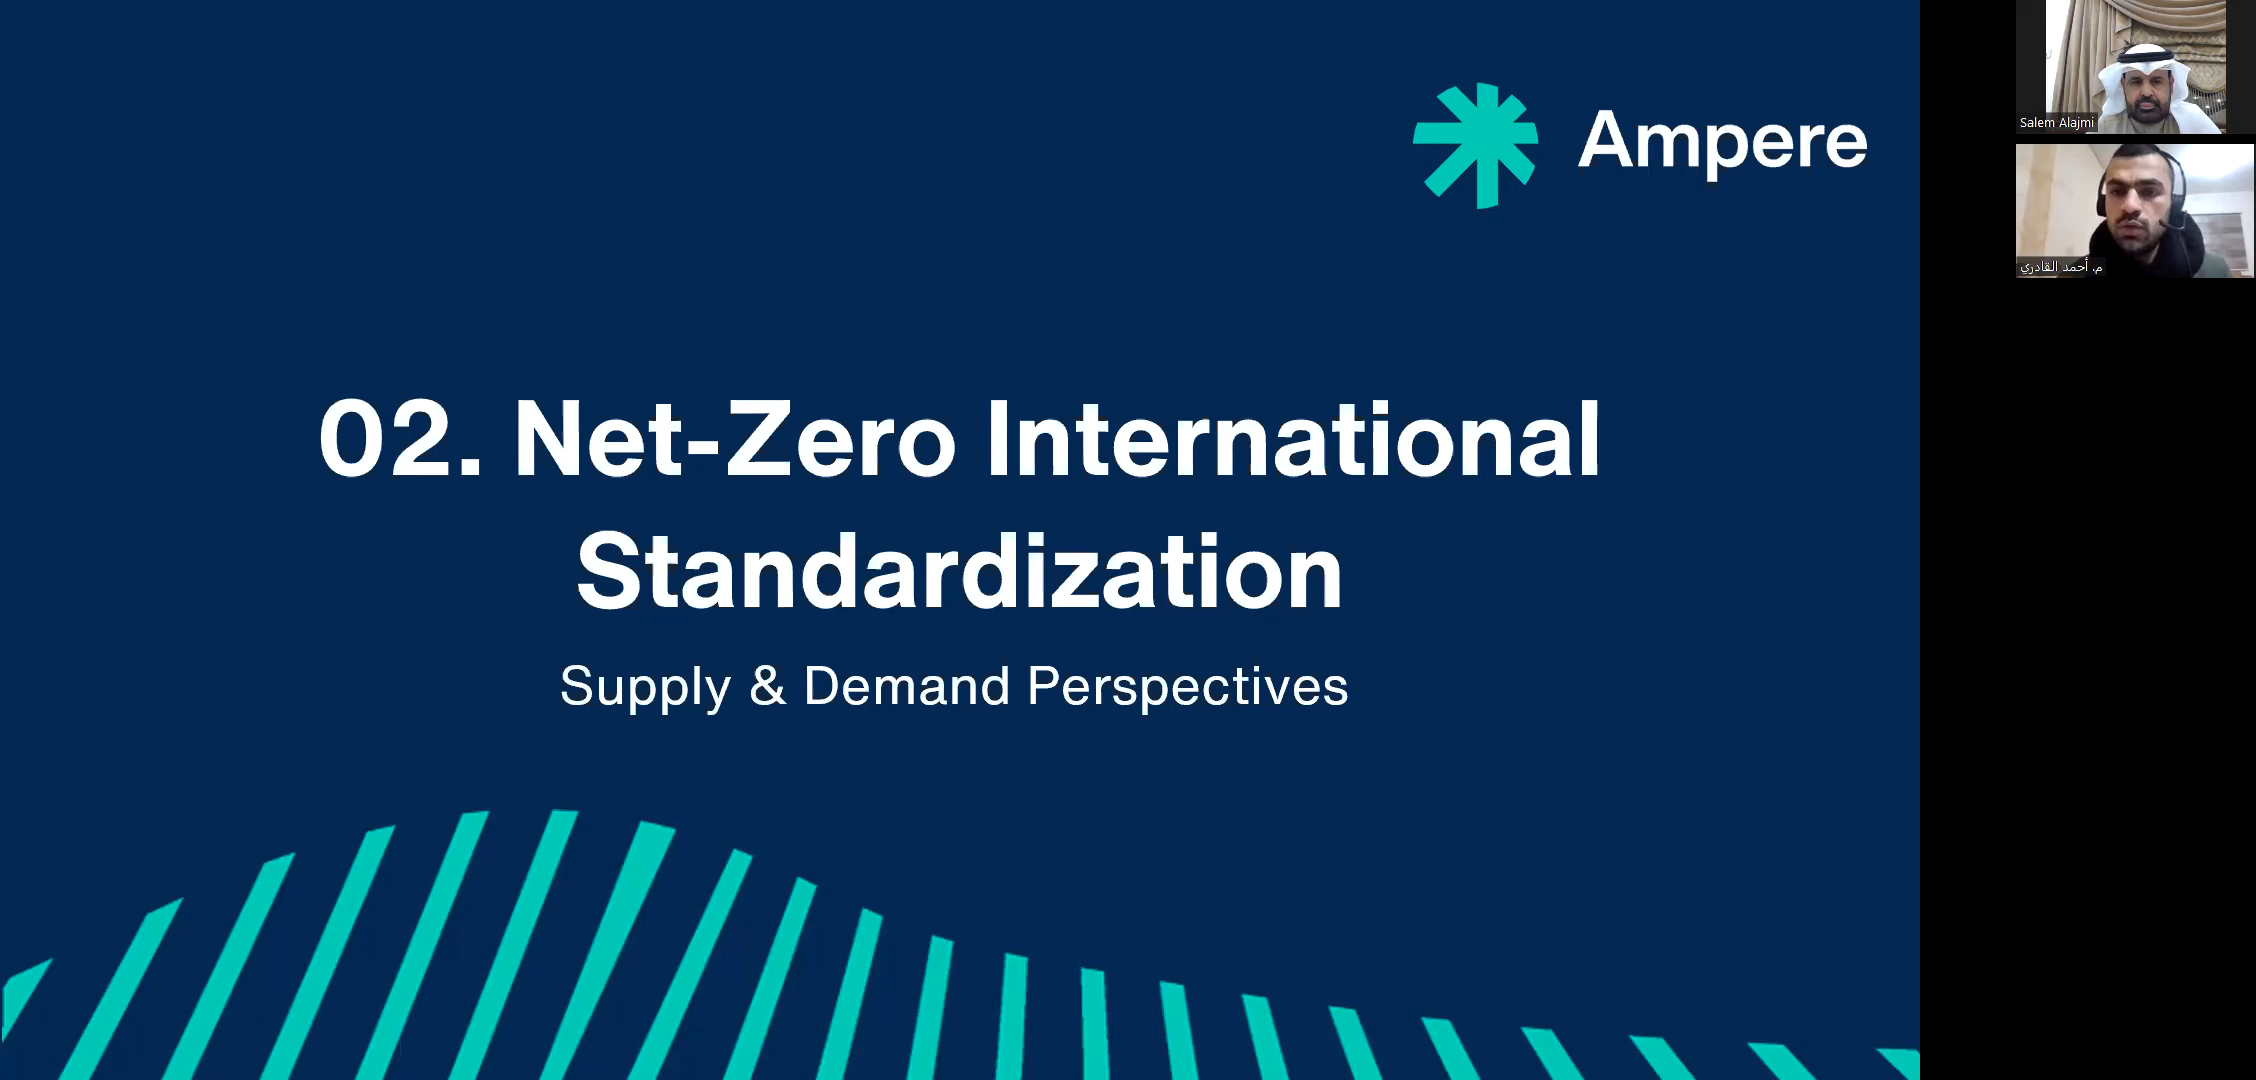 Ampere
02. Net-Zero International
Standardization
Supply & Demand Perspectives
Salem Alajmi
م. أحمد القادري